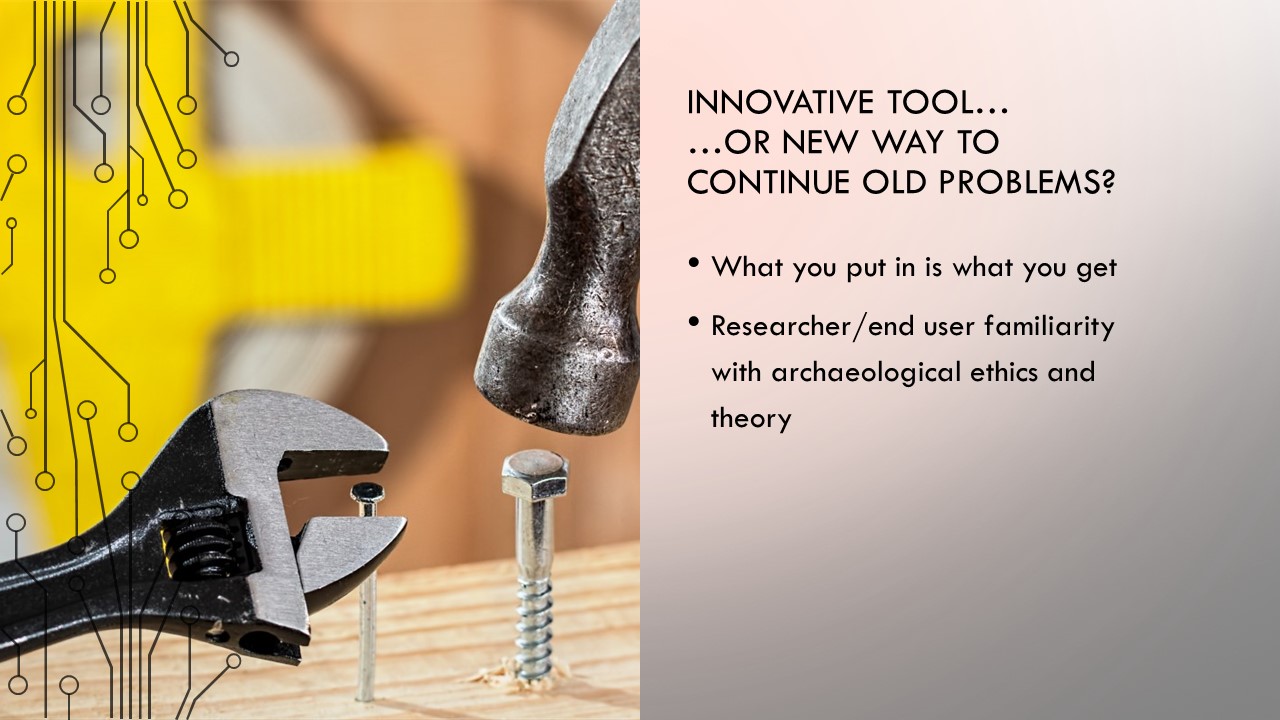 INNOVATIVE TOOL...
...OR NEW WAY TO
CONTINUE OLD PROBLEMS?
• What you put in is what you get
• Researcher/end user familiarity
with archaeological ethics and
theory